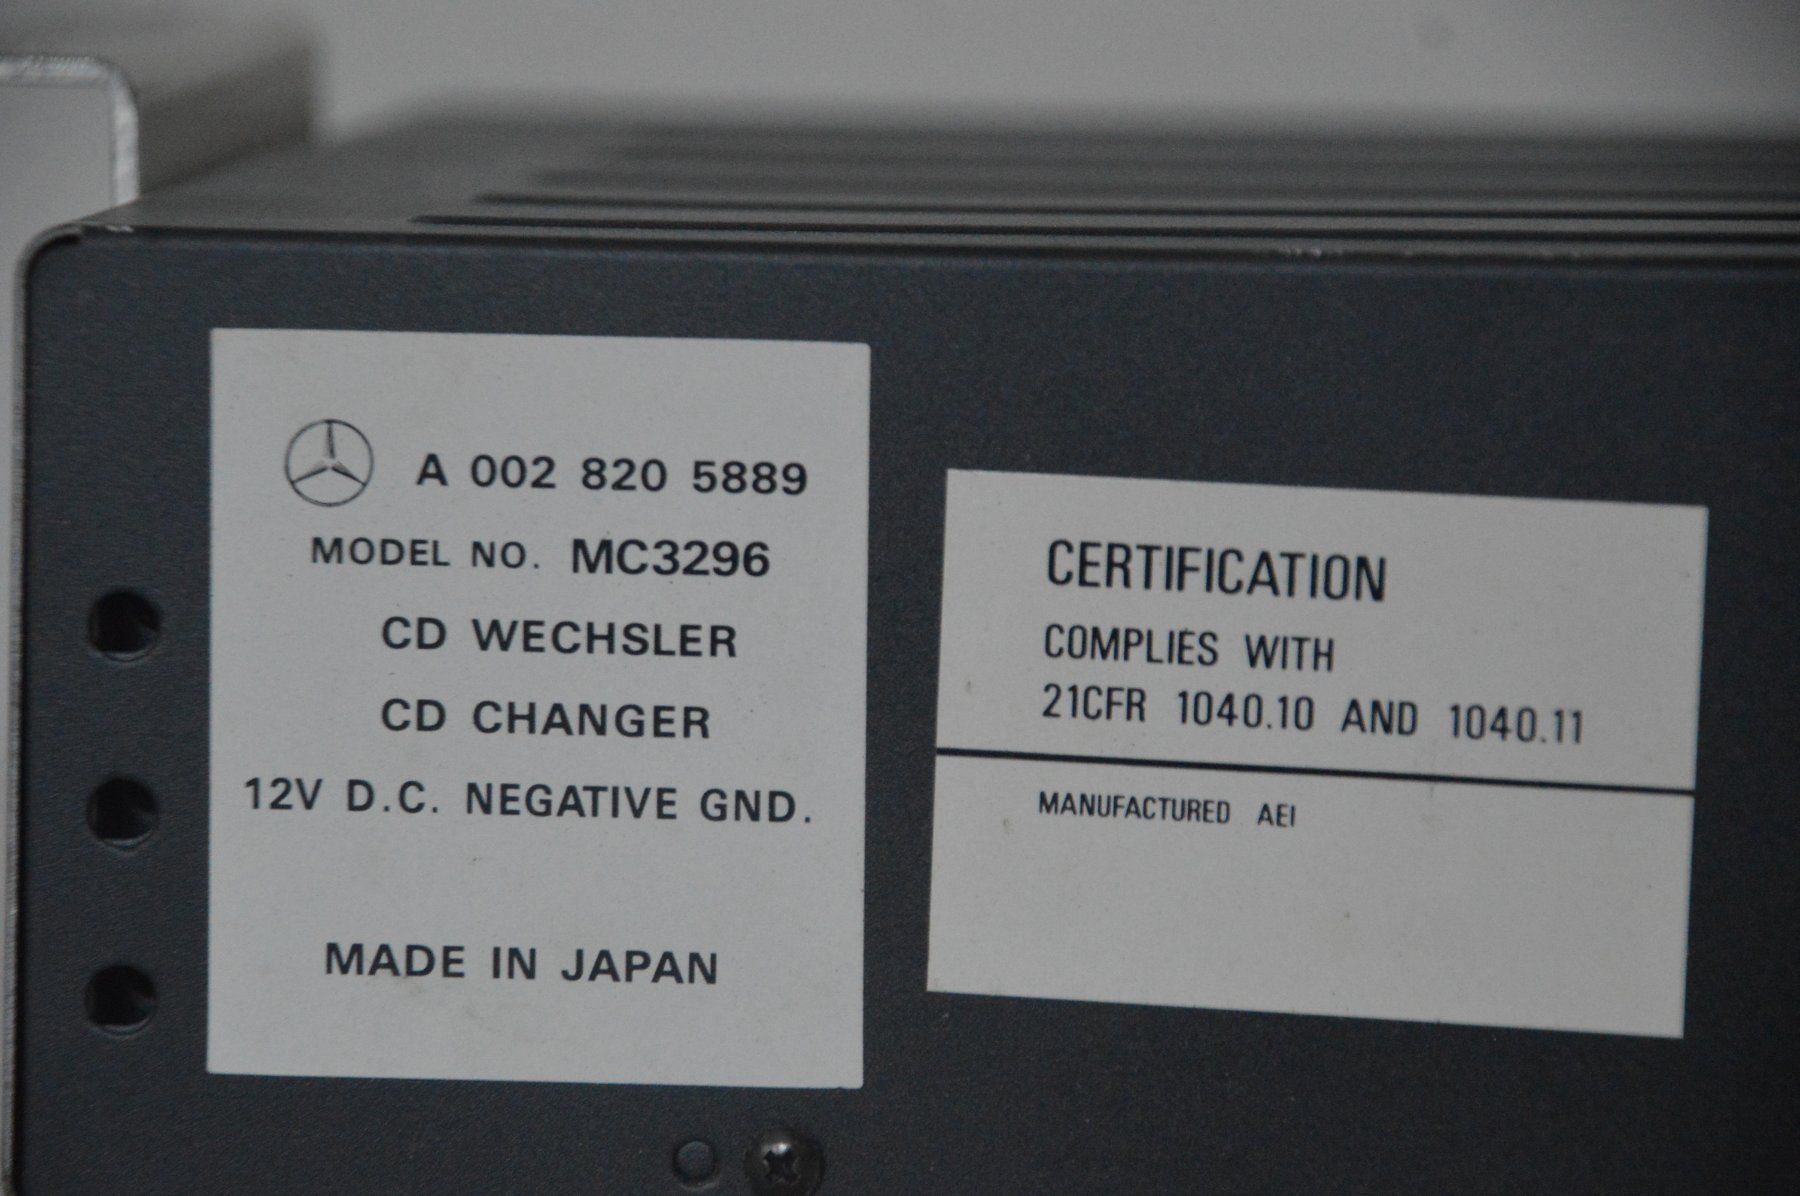 A 002 820 5889
MODEL NO. MC3296
CD WECHSLER
CD CHANGER
12V D.C. NEGATIVE GND.
MADE IN JAPAN
CERTIFICATION
COMPLIES WITH
21CFR 1040.10 AND 1040.11
MANUFACTURED AEI